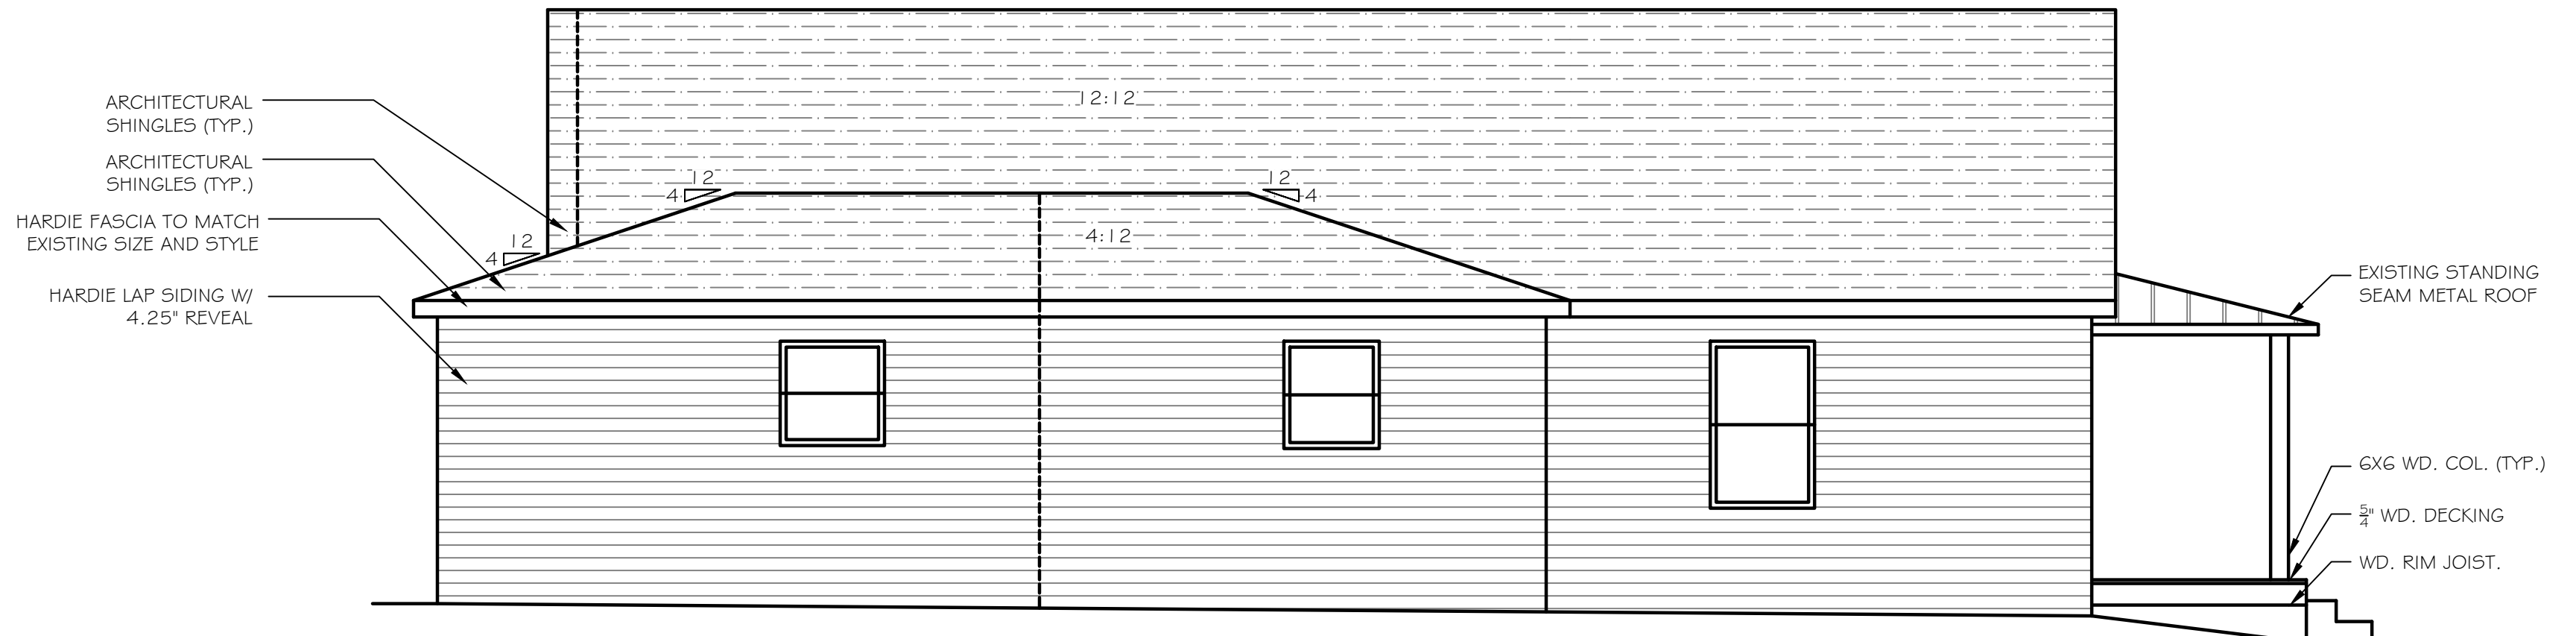 ARCHITECTURAL
SHINGLES (TYP.)
ARCHITECTURAL
SHINGLES (TYP.)
HARDIE FASCIA TO MATCH
EXISTING SIZE AND STYLE
HARDIE LAP SIDING W/
4.25" REVEAL
12:12
12
4
12
4
12
4
4:12
EXISTING STANDING
SEAM METAL ROOF
6X6 WD. COL. (TYP.)
5/4" WD. DECKING
WD. RIM JOIST.